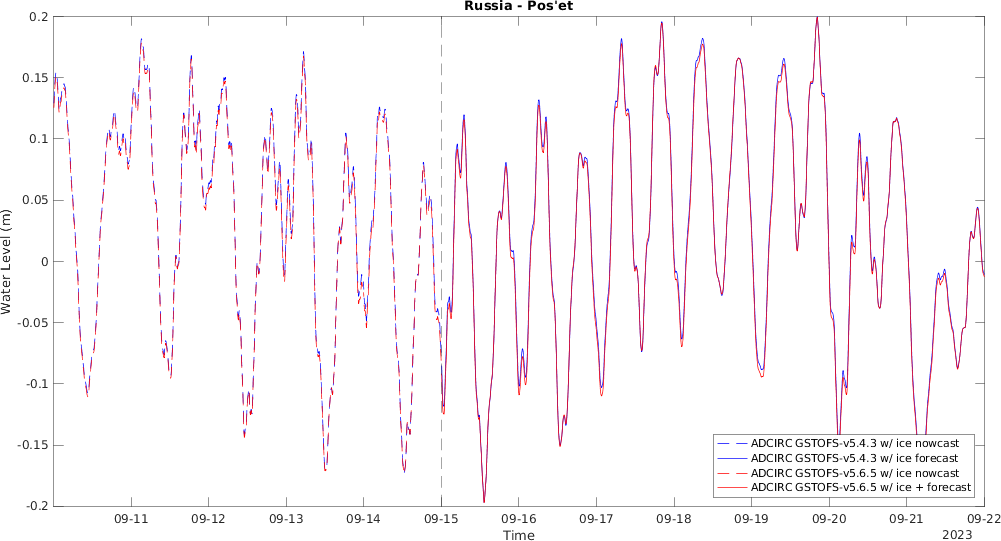 Russia - Pos'et
Water Level (m)
0.2
0.15
0.1
0.05
0
-0.05
-0.1
-0.15
-0.2
ADCIRC GSTOFS-v5.4.3 w/ ice nowcast
ADCIRC GSTOFS-v5.4.3 w/ ice forecast
ADCIRC GSTOFS-v5.6.5 w/ ice nowcast
ADCIRC GSTOFS-v5.6.5 w/ ice + forecast
09-11 09-12 09-13 09-14 09-15 09-16 09-17 09-18 09-19 09-20 09-21 09-22
Time
2023